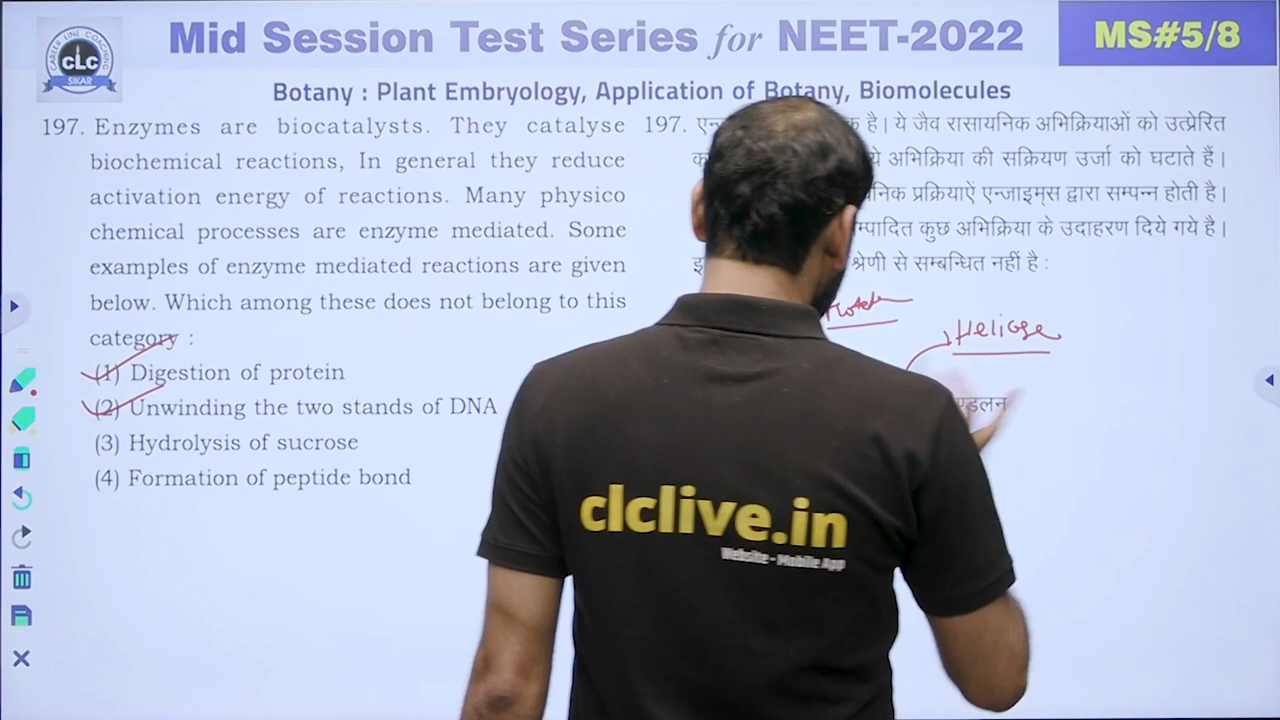 Mid Session Test Series for NEET-2022
MS#5/8
CAREER LINE COACHING
CLC
SIKAR
Botany : Plant Embryology, Application of Botany, Biomolecules
197. Enzymes are biocatalysts. They catalyse
biochemical reactions, In general they reduce
activation energy of reactions. Many physico
chemical processes are enzyme mediated. Some
examples of enzyme mediated reactions are given
below. Which among these does not belong to this
category :
(1) Digestion of protein
(2) Unwinding the two stands of DNA
(3) Hydrolysis of sucrose
(4) Formation of peptide bond
197.
है। ये जैव रासायनिक अभिक्रियाओं को उत्प्रेरित
अभिक्रिया की सक्रियण उर्जा को घटाते हैं।
प्रक्रियाऐं एन्जाइम्स द्वारा सम्पन्न होती है।
कुछ अभिक्रिया के उदाहरण दिये गये है।
श्रेणी से सम्बन्धित नहीं है :
Helicase
clclive.in
Website - Mobile App